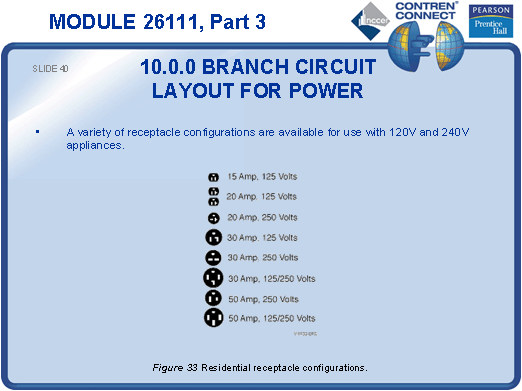 MODULE 26111, Part 3
nccer
CONTREN®
CONNECT
PEARSON
Prentice
Hall
SLIDE 40
10.0.0 BRANCH CIRCUIT
LAYOUT FOR POWER
• A variety of receptacle configurations are available for use with 120V and 240V
appliances.
15 Amp, 125 Volts
20 Amp. 125 Volts
20 Amp. 250 Volts
30 Amp. 125 Volts
30 Amp. 250 Volts
30 Amp, 125/250 Volts
50 Amp, 250 Volts
50 Amp, 125/250 Volts
Figure 33 Residential receptacle configurations.